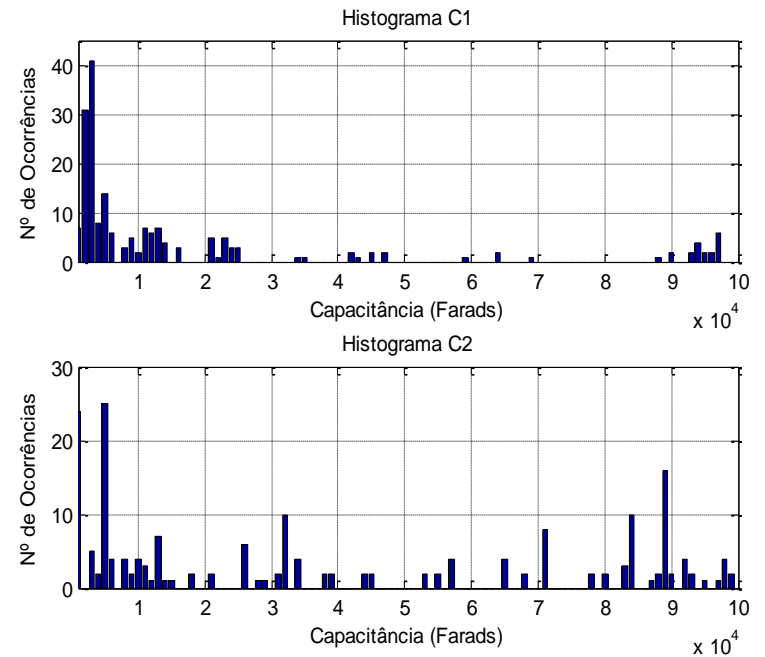 Histograma C1
Nº de Ocorrências
40
30
20
10
0
1 2 3 4 5 6 7 8 9 10
Capacitância (Farads)
x 10^4
Histograma C2
Nº de Ocorrências
30
20
10
0
1 2 3 4 5 6 7 8 9 10
Capacitância (Farads)
x 10^4